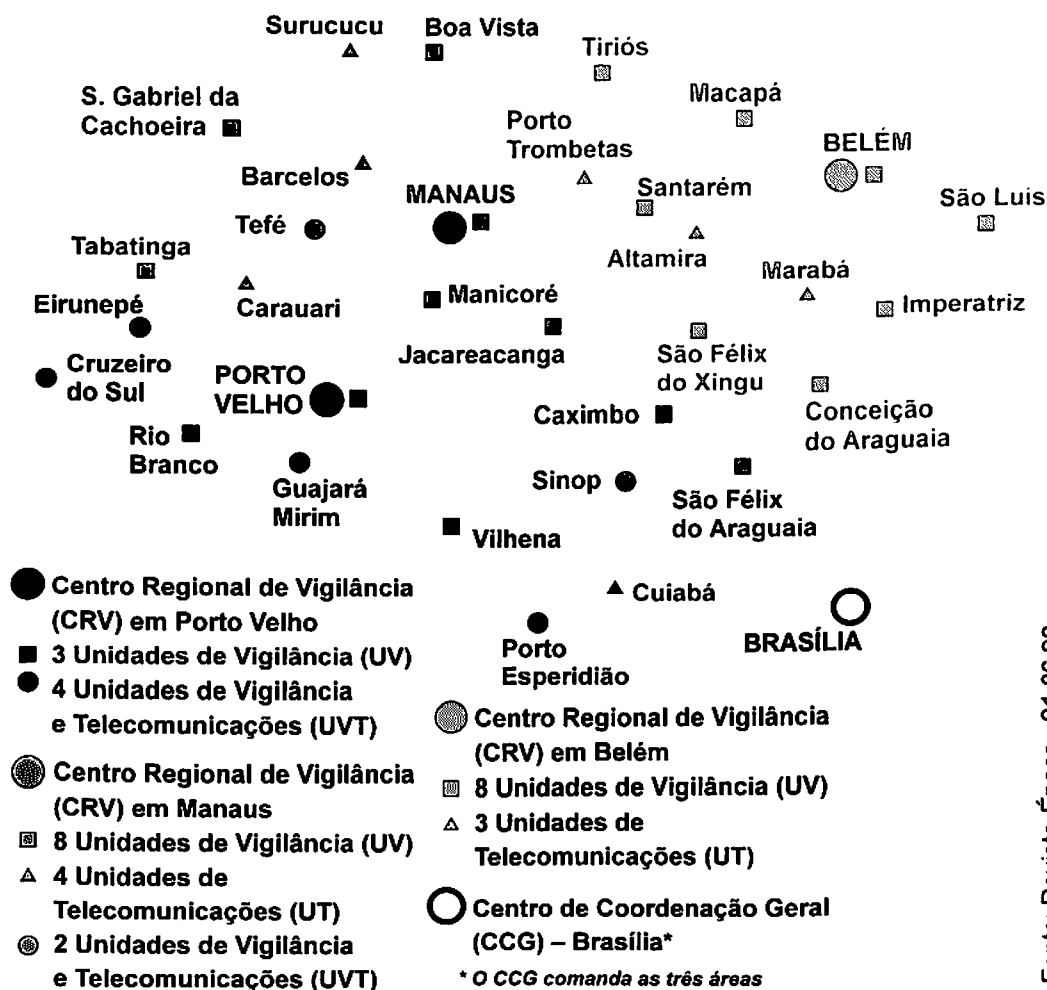 Surucucu
Boa Vista
Tiriós
S. Gabriel da
Cachoeira
Macapá
Porto
Trombetas
BELÉM
Barcelos
MANAUS
Santarém
São Luís
Tefé
Tabatinga
Altamira
Marabá
Eirunepé
Carauari
Manicoré
Imperatriz
Jacareacanga
São Félix
do Xingu
Cruzeiro
do Sul
PORTO
VELHO
Caximbo
Conceição
do Araguaia
Rio
Branco
Guajará
Mirim
Sinop
São Félix
do Araguaia
Vilhena
Cuiabá
Porto
Esperidião
BRASÍLIA
Centro Regional de Vigilância
(CRV) em Porto Velho
3 Unidades de Vigilância (UV)
4 Unidades de Vigilância
e Telecomunicações (UVT)
Centro Regional de Vigilância
(CRV) em Manaus
8 Unidades de Vigilância (UV)
4 Unidades de
Telecomunicações (UT)
2 Unidades de Vigilância
e Telecomunicações (UVT)
Centro Regional de Vigilância
(CRV) em Belém
8 Unidades de Vigilância (UV)
3 Unidades de
Telecomunicações (UT)
Centro de Coordenação Geral
(CCG) – Brasília*
* O CCG comanda as três áreas
Fonte: Revista Época